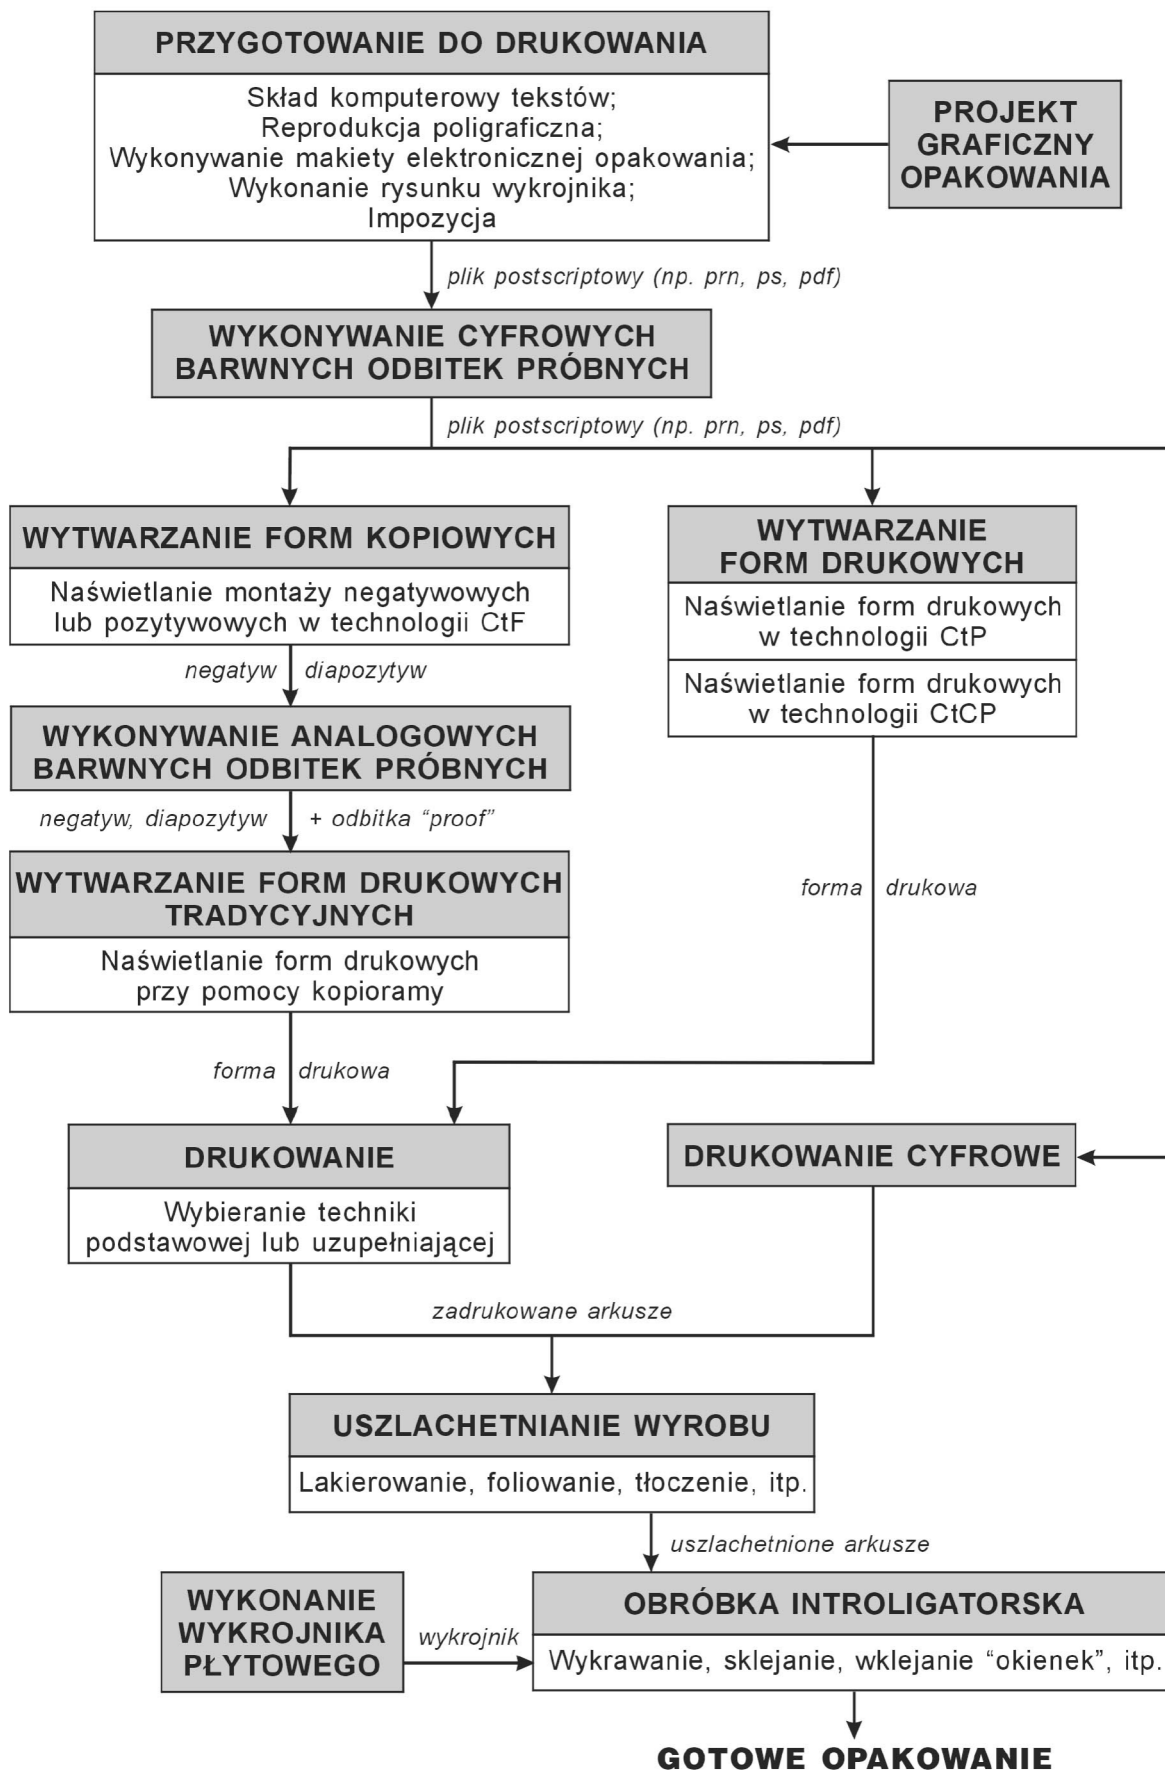 PRZYGOTOWANIE DO DRUKOWANIA
Skład komputerowy tekstów;
Reprodukcja poligraficzna;
Wykonywanie makiety elektronicznej opakowania;
Wykonanie rysunku wykrojnika;
Impozycja
PROJEKT
GRAFICZNY
OPAKOWANIA
plik postscriptowy (np. prn, ps, pdf)
WYKONYWANIE CYFROWYCH
BARWNYCH ODBITEK PRÓBNYCH
plik postscriptowy (np. prn, ps, pdf)
WYTWARZANIE FORM KOPIOWYCH
Naświetlanie montaży negatywowych
lub pozytywowych w technologii CtF
negatyw diapozytyw
WYKONYWANIE ANALOGOWYCH
BARWNYCH ODBITEK PRÓBNYCH
negatyw, diapozytyw + odbitka “proof”
WYTWARZANIE FORM DRUKOWYCH
TRADYCYJNYCH
Naświetlanie form drukowych
przy pomocy kopioramy
forma drukowa
WYTWARZANIE
FORM DRUKOWYCH
Naświetlanie form drukowych
w technologii CtP
Naświetlanie form drukowych
w technologii CtCP
forma drukowa
DRUKOWANIE
Wybieranie techniki
podstawowej lub uzupełniającej
DRUKOWANIE CYFROWE
zadrukowane arkusze
USZLACHETNIANIE WYROBU
Lakierowanie, foliowanie, tłoczenie, itp.
uszlachetnione arkusze
WYKONANIE
WYKROJNIKA
PŁYTOWEGO
wykrojnik
OBRÓBKA INTROLIGATORSKA
Wykrawanie, sklejanie, wklejanie “okienek”, itp.
GOTOWE OPAKOWANIE